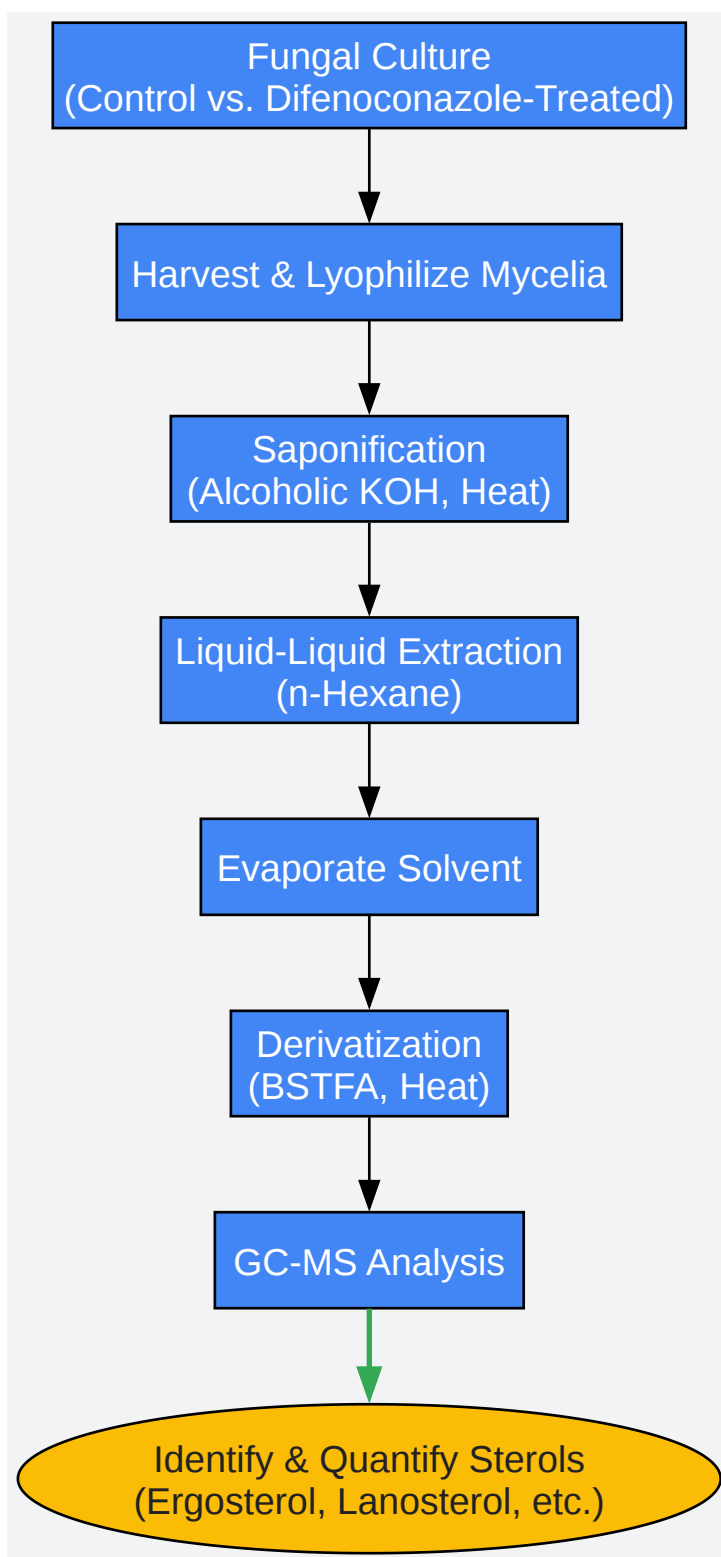 Fungal Culture
(Control vs. Difenoconazole-Treated)
Harvest & Lyophilize Mycelia
Saponification
(Alcoholic KOH, Heat)
Liquid-Liquid Extraction
(n-Hexane)
Evaporate Solvent
Derivatization
(BSTFA, Heat)
GC-MS Analysis
Identify & Quantify Sterols
(Ergosterol, Lanosterol, etc.)